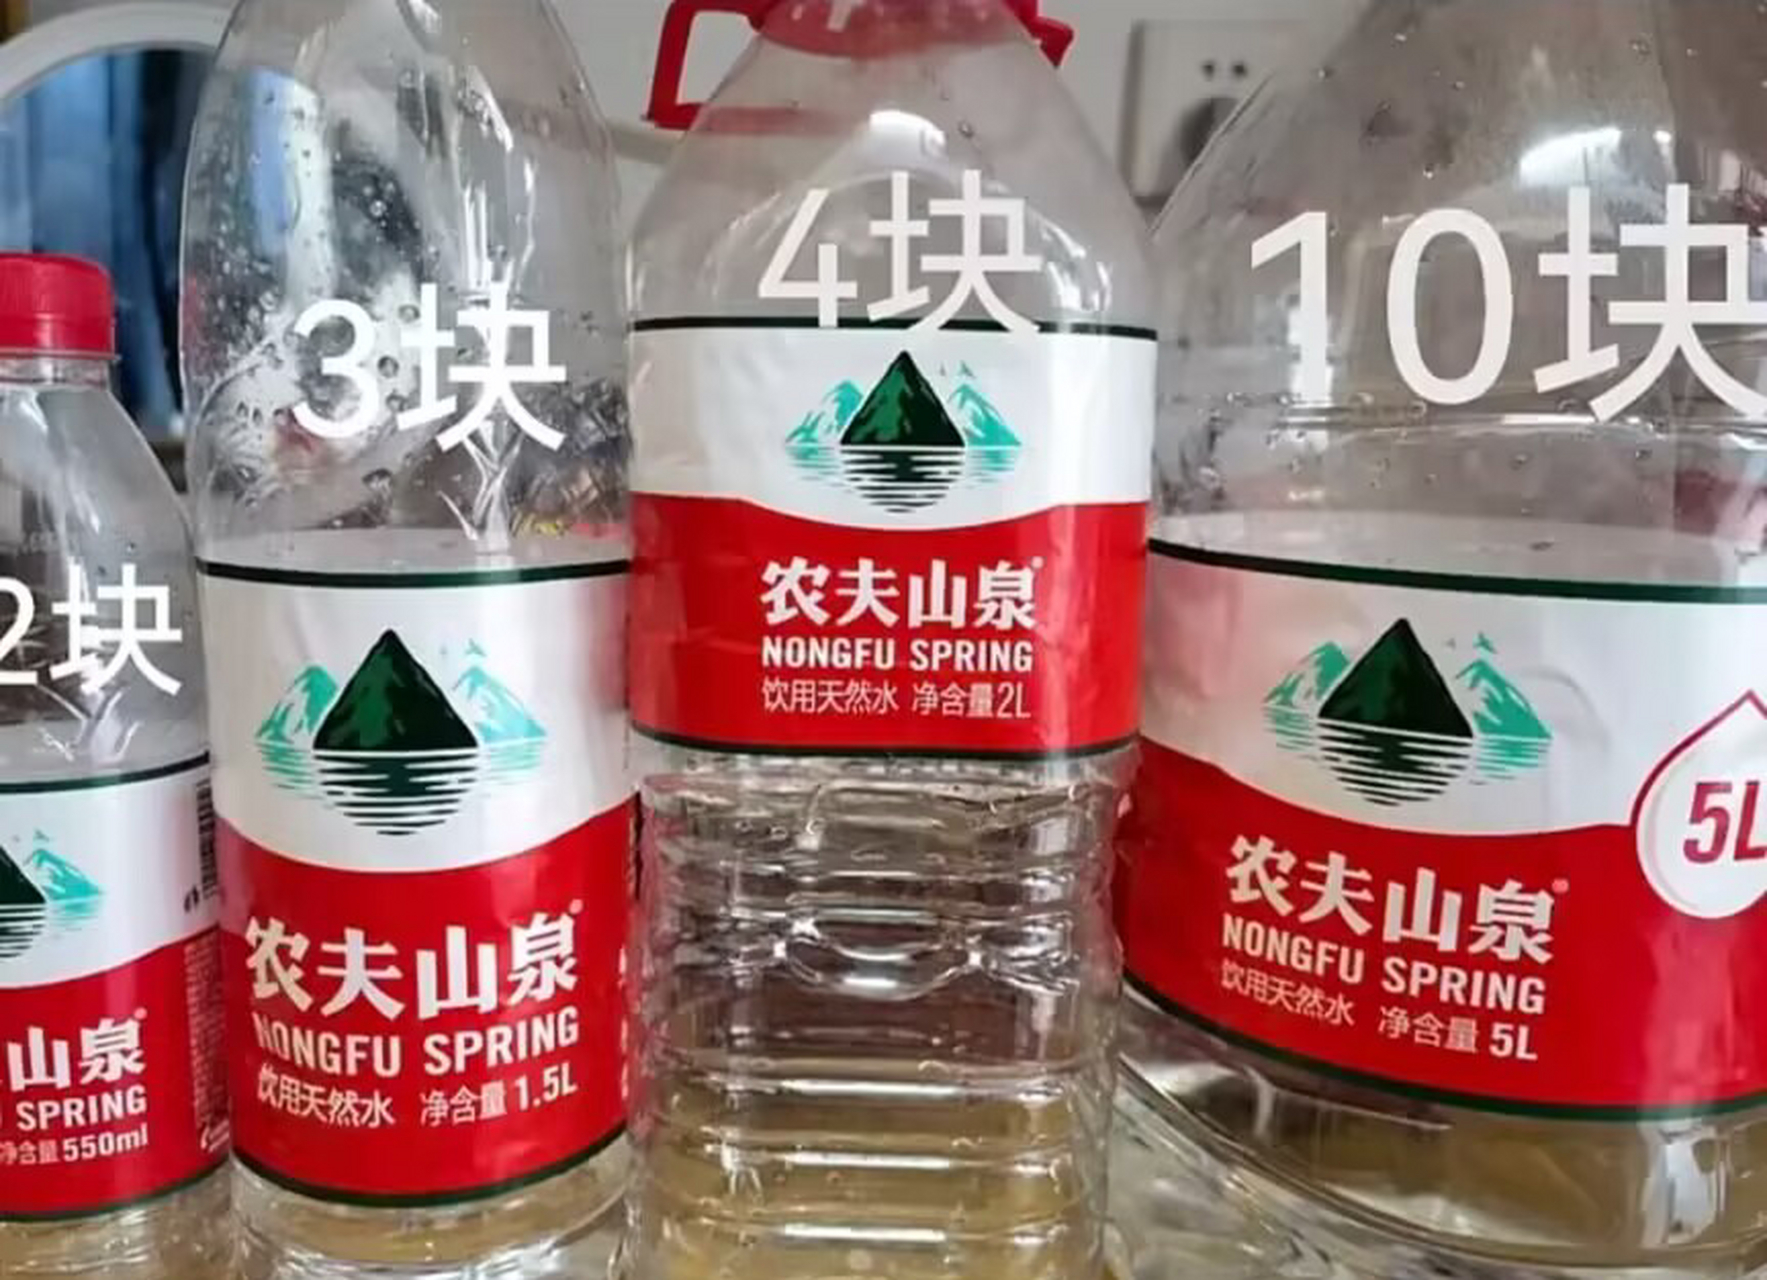 2块
山泉
SPRING
净含量550ml
3块
农夫山泉
NONGFU SPRING
饮用天然水 净含量1.5L
4块
农夫山泉
NONGFU SPRING
饮用天然水 净含量2L
10块
5L
农夫山泉
NONGFU SPRING
饮用天然水 净含量5L